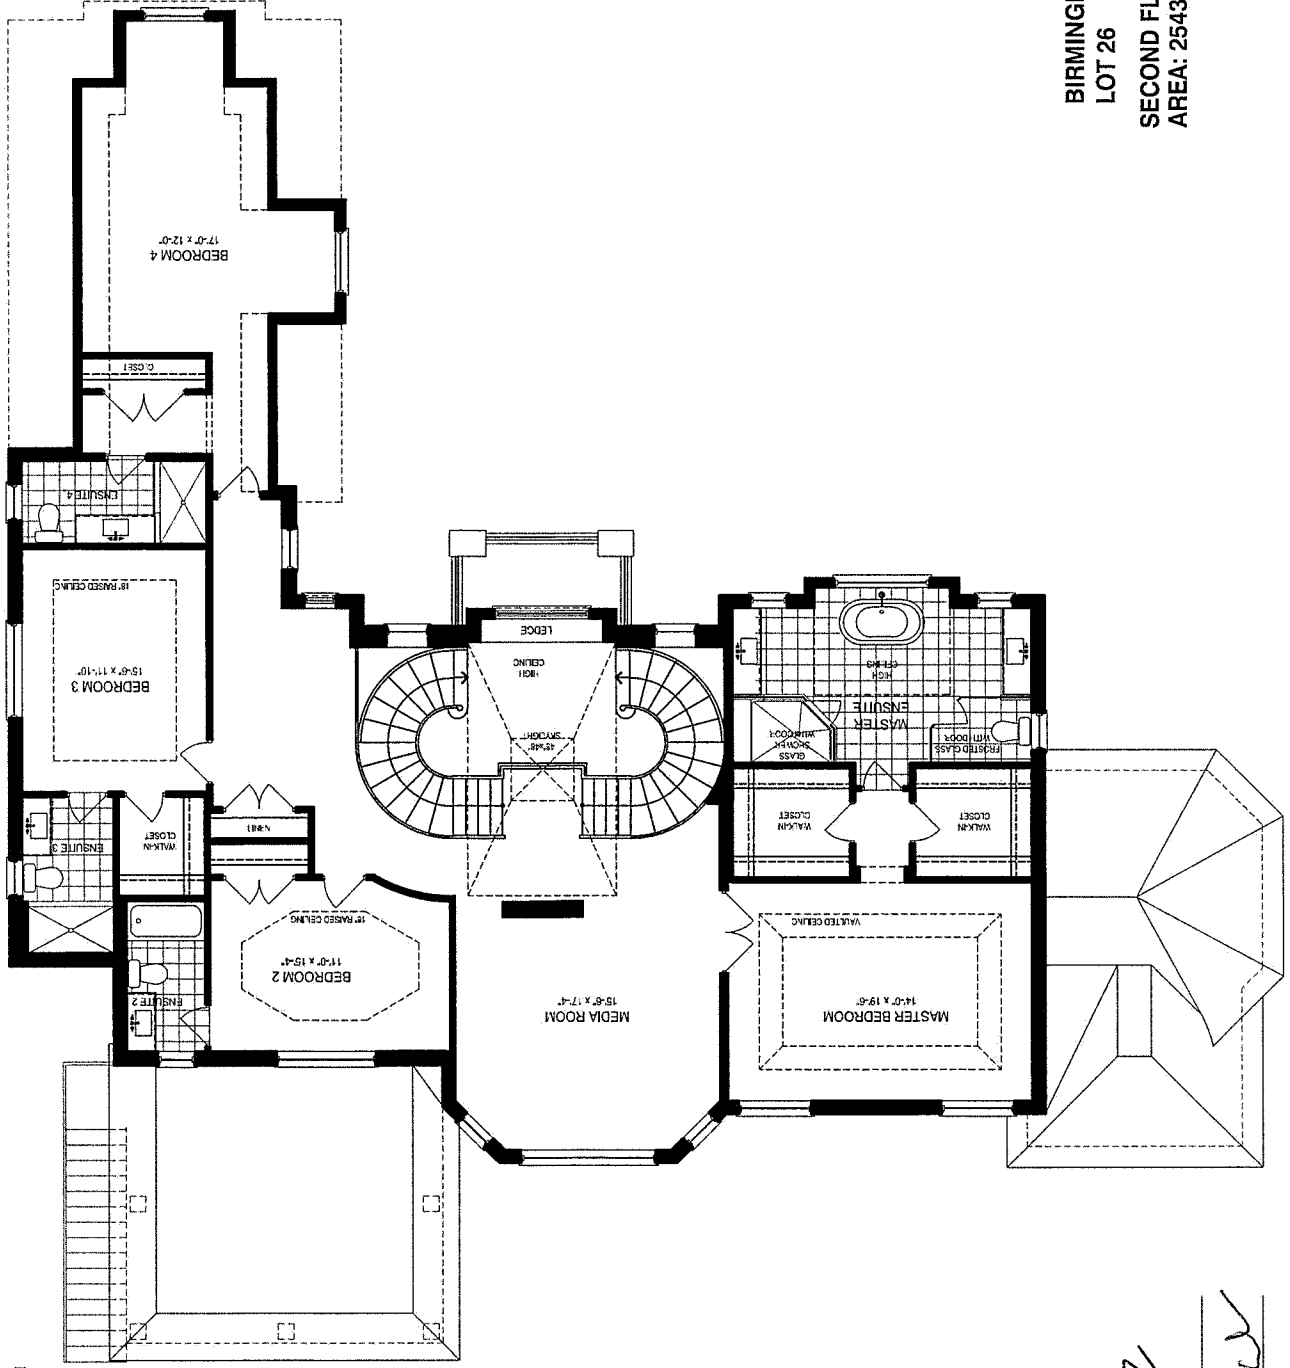 BIRMINGH
LOT 26
SECOND FL
AREA: 2543
BEDROOM 4
17'-0" x 12'-0"
CLOSET
ENSUITE 4
18" RAISED CEILING
BEDROOM 3
15'-6" x 11'-10"
ENSUITE 3
WALK-IN
CLOSET
LINEN
18" RAISED CEILING
BEDROOM 2
11'-0" x 15'-4"
ENSUITE 2
LEDGE
HIGH
CEILING
48"x48"
SKYLIGHT
MEDIA ROOM
15'-6" x 17'-4"
HIGH
CEILING
MASTER
ENSUITE
GLASS
SHOWER
WITH DOOR
FROSTED GLASS
WITH DOOR
WALK-IN
CLOSET
WALK-IN
CLOSET
VAULTED CEILING
MASTER BEDROOM
14'-0" x 19'-6"